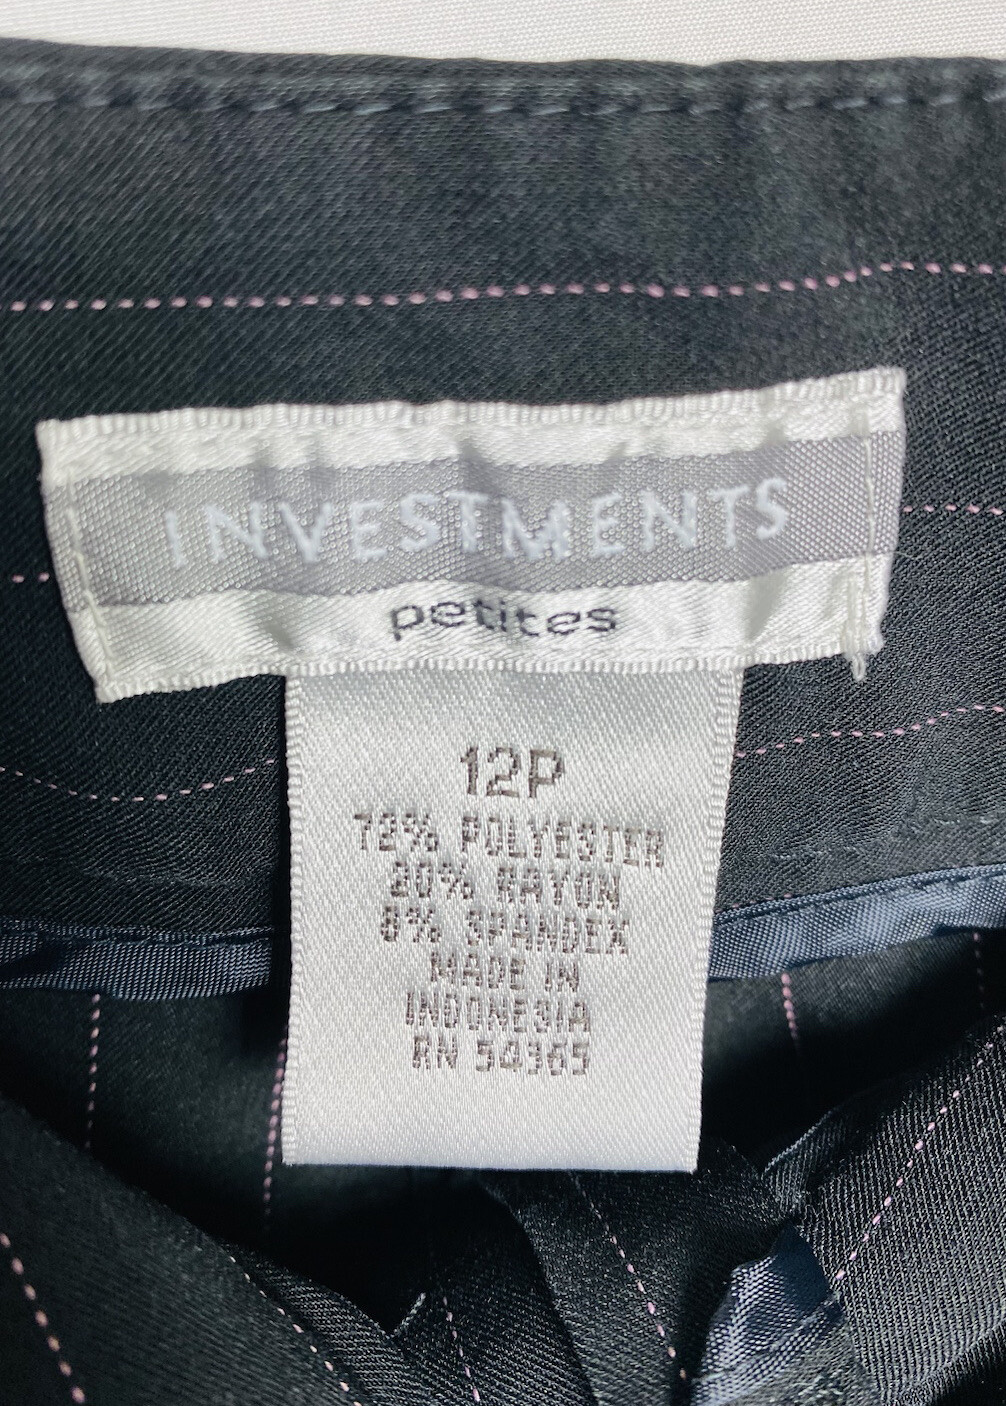 INVESTMENTS
petites
12P
72% POLYESTER
20% RAYON
8% SPANDEX
MADE IN
INDONESIA
RN 54365